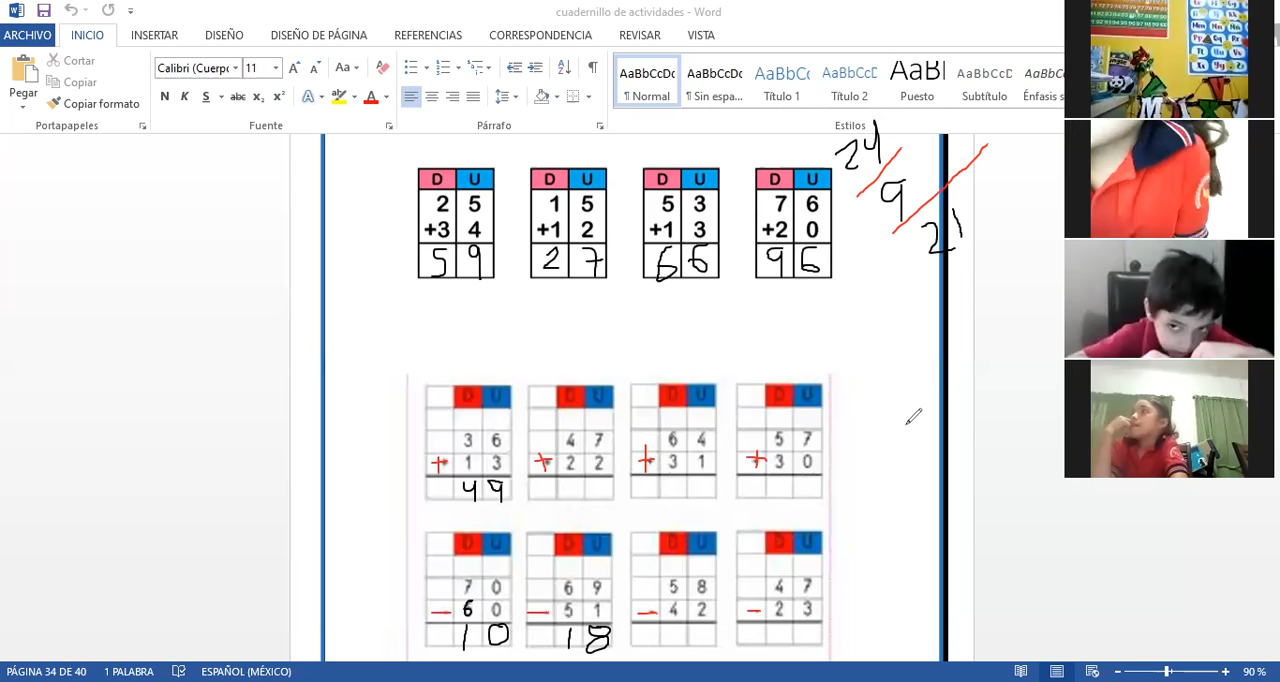 cuadernillo de actividades - Word
ARCHIVO INICIO INSERTAR DISEÑO DISEÑO DE PÁGINA REFERE CORRESPONDENCIA REVISAR VISTA
Pegar
Cortar
Copiar
Copiar formato
Portapapeles
Calibri (Cuerpo 11
Aa
N K S abc x₂ x²
Fuente
Párrafo
AaBbCcDc AaBbCcDc AaBbCc AaBbCcD AaBl AaBbCcD AaBbCcD
¶ Normal ¶ Sin espa... Título 1 Título 2 Puesto Subtítulo Énfasis s
Estilos
24/9/21
D U D U D U D U
2 5 1 5 5 3 7 6
+3 4 +1 2 +1 3 +2 0
5 9 2 7 6 6 9 6
D U D U D U D U
3 6 4 7 6 4 5 7
+ 1 3 + 2 2 + 3 1 + 3 0
4 9
D U D U D U D U
7 0 6 9 5 8 4 7
− 6 0 − 5 1 − 4 2 − 2 3
1 0 1 8
PÁGINA 34 DE 40 1 PALABRA ESPAÑOL (MÉXICO) 90 %